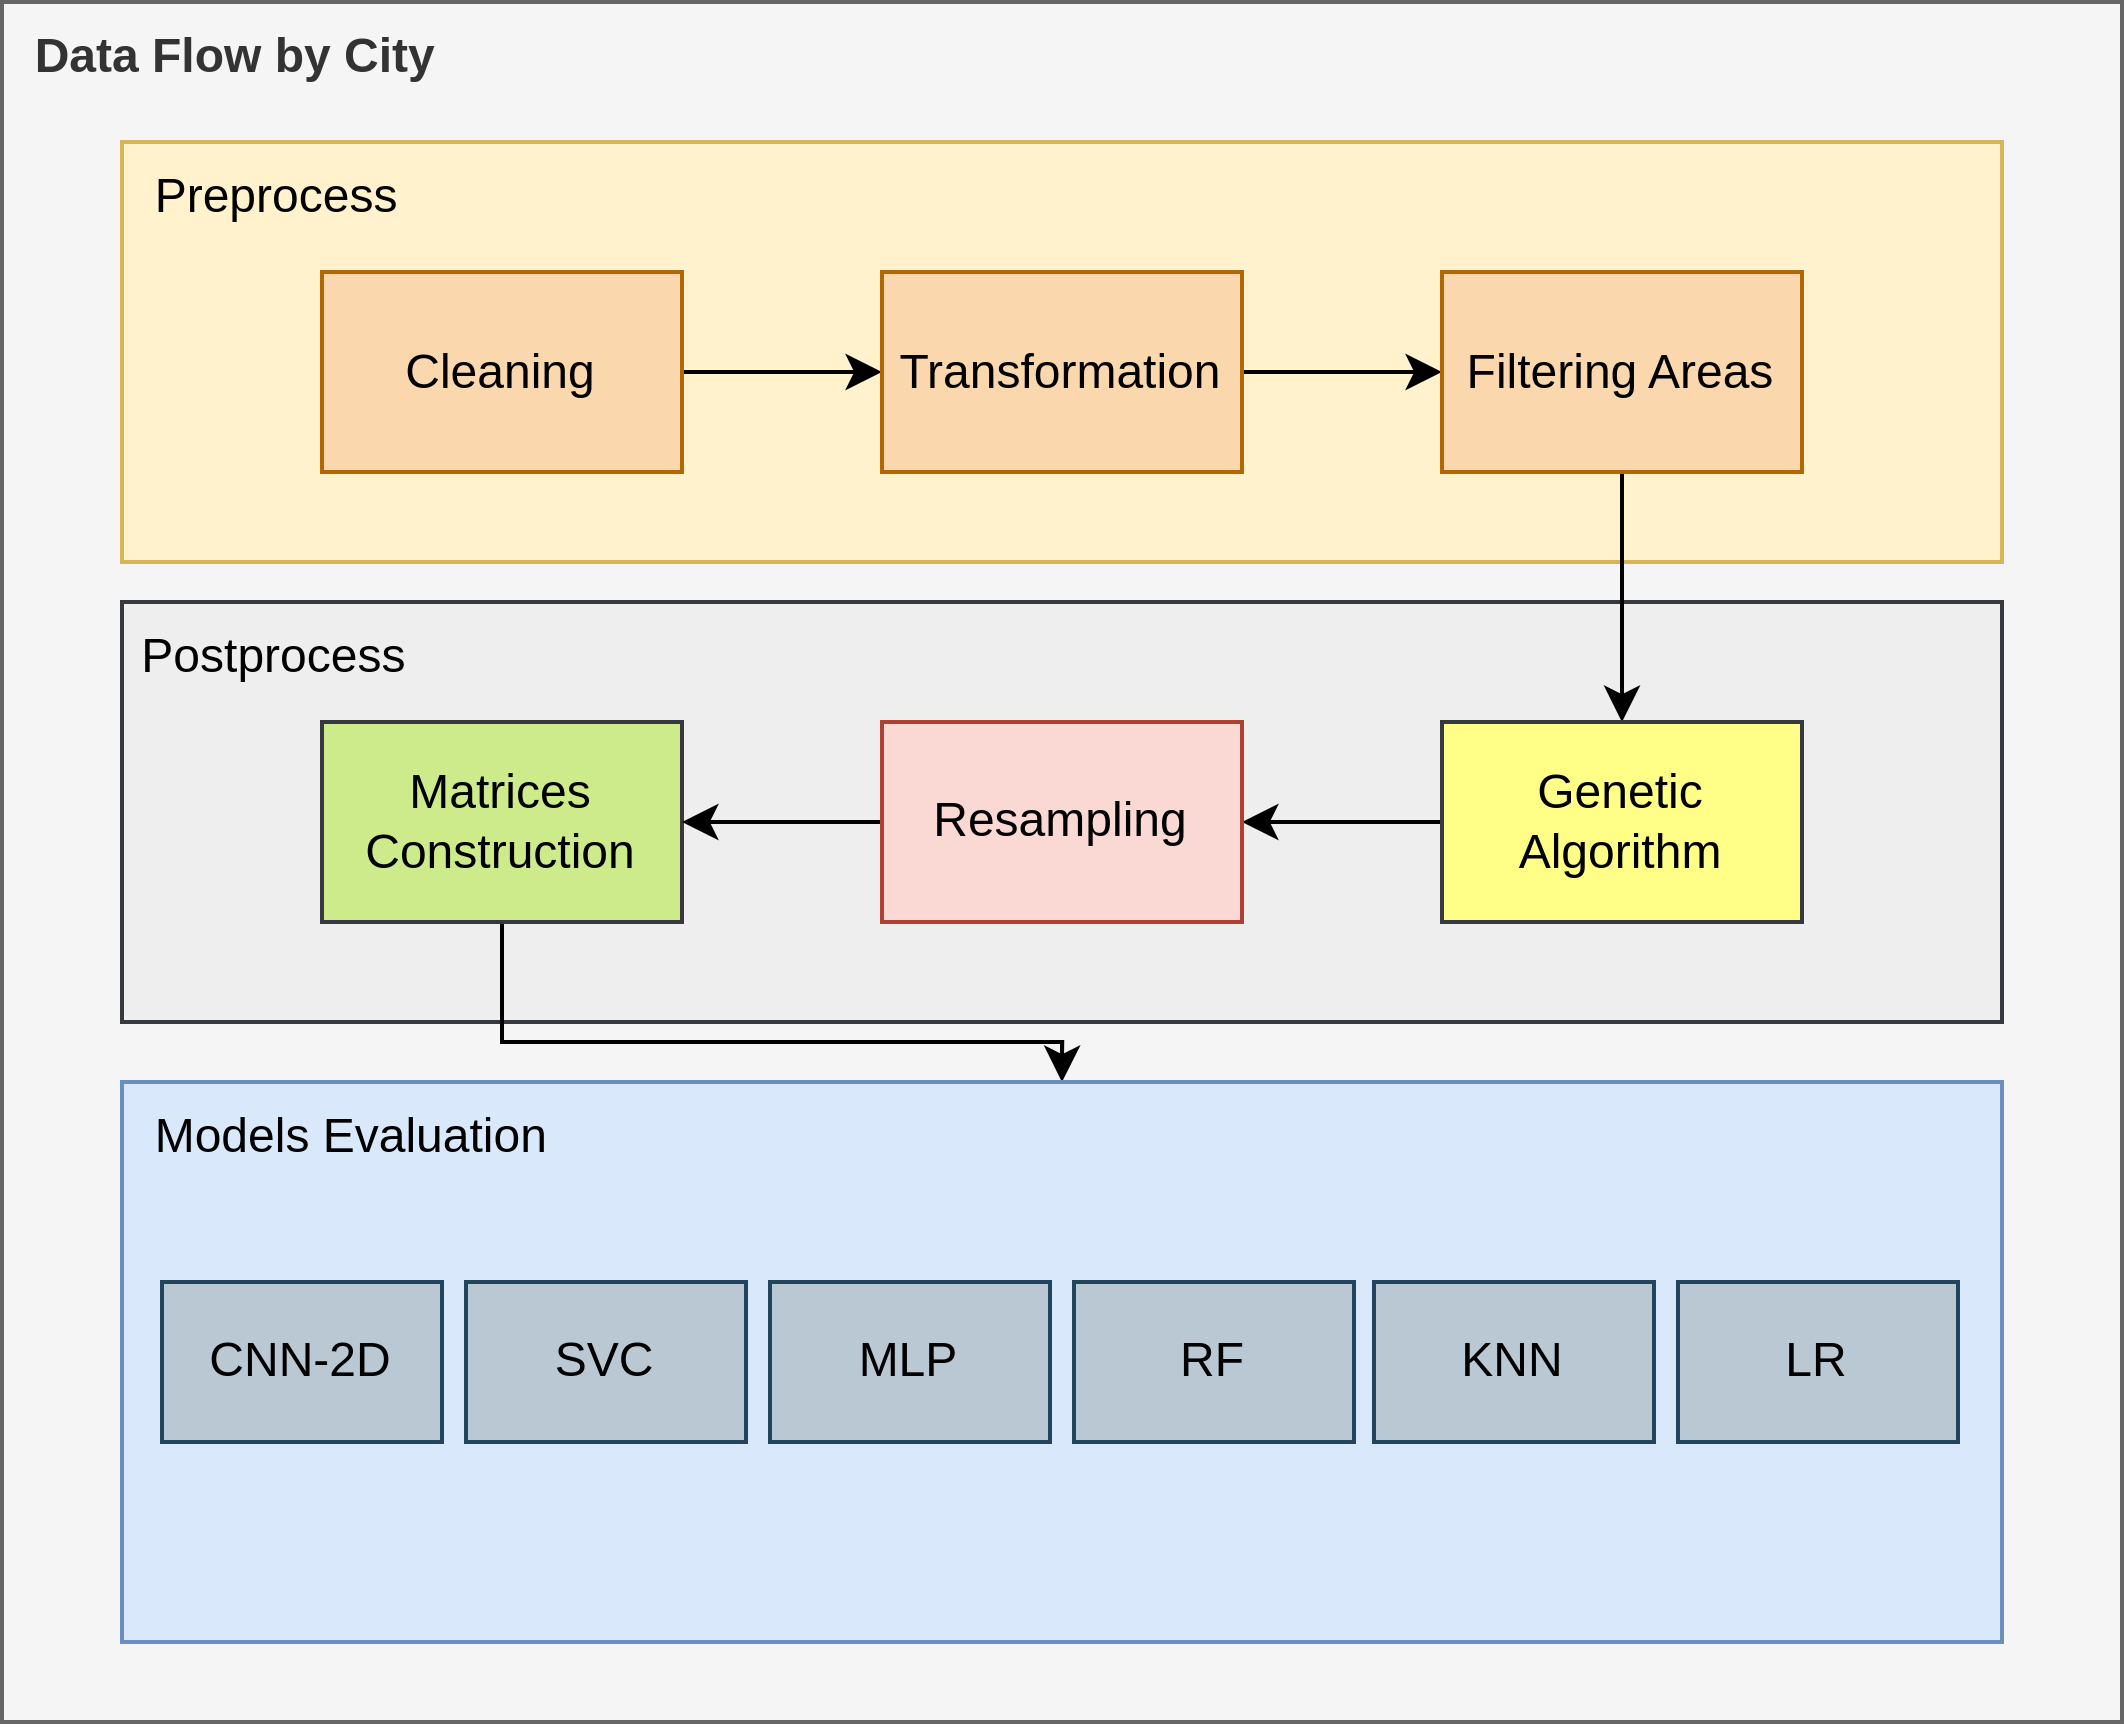 Data Flow by City
Preprocess
Cleaning
Transformation
Filtering Areas
Postprocess
Matrices
Construction
Resampling
Genetic
Algorithm
Models Evaluation
CNN-2D
SVC
MLP
RF
KNN
LR